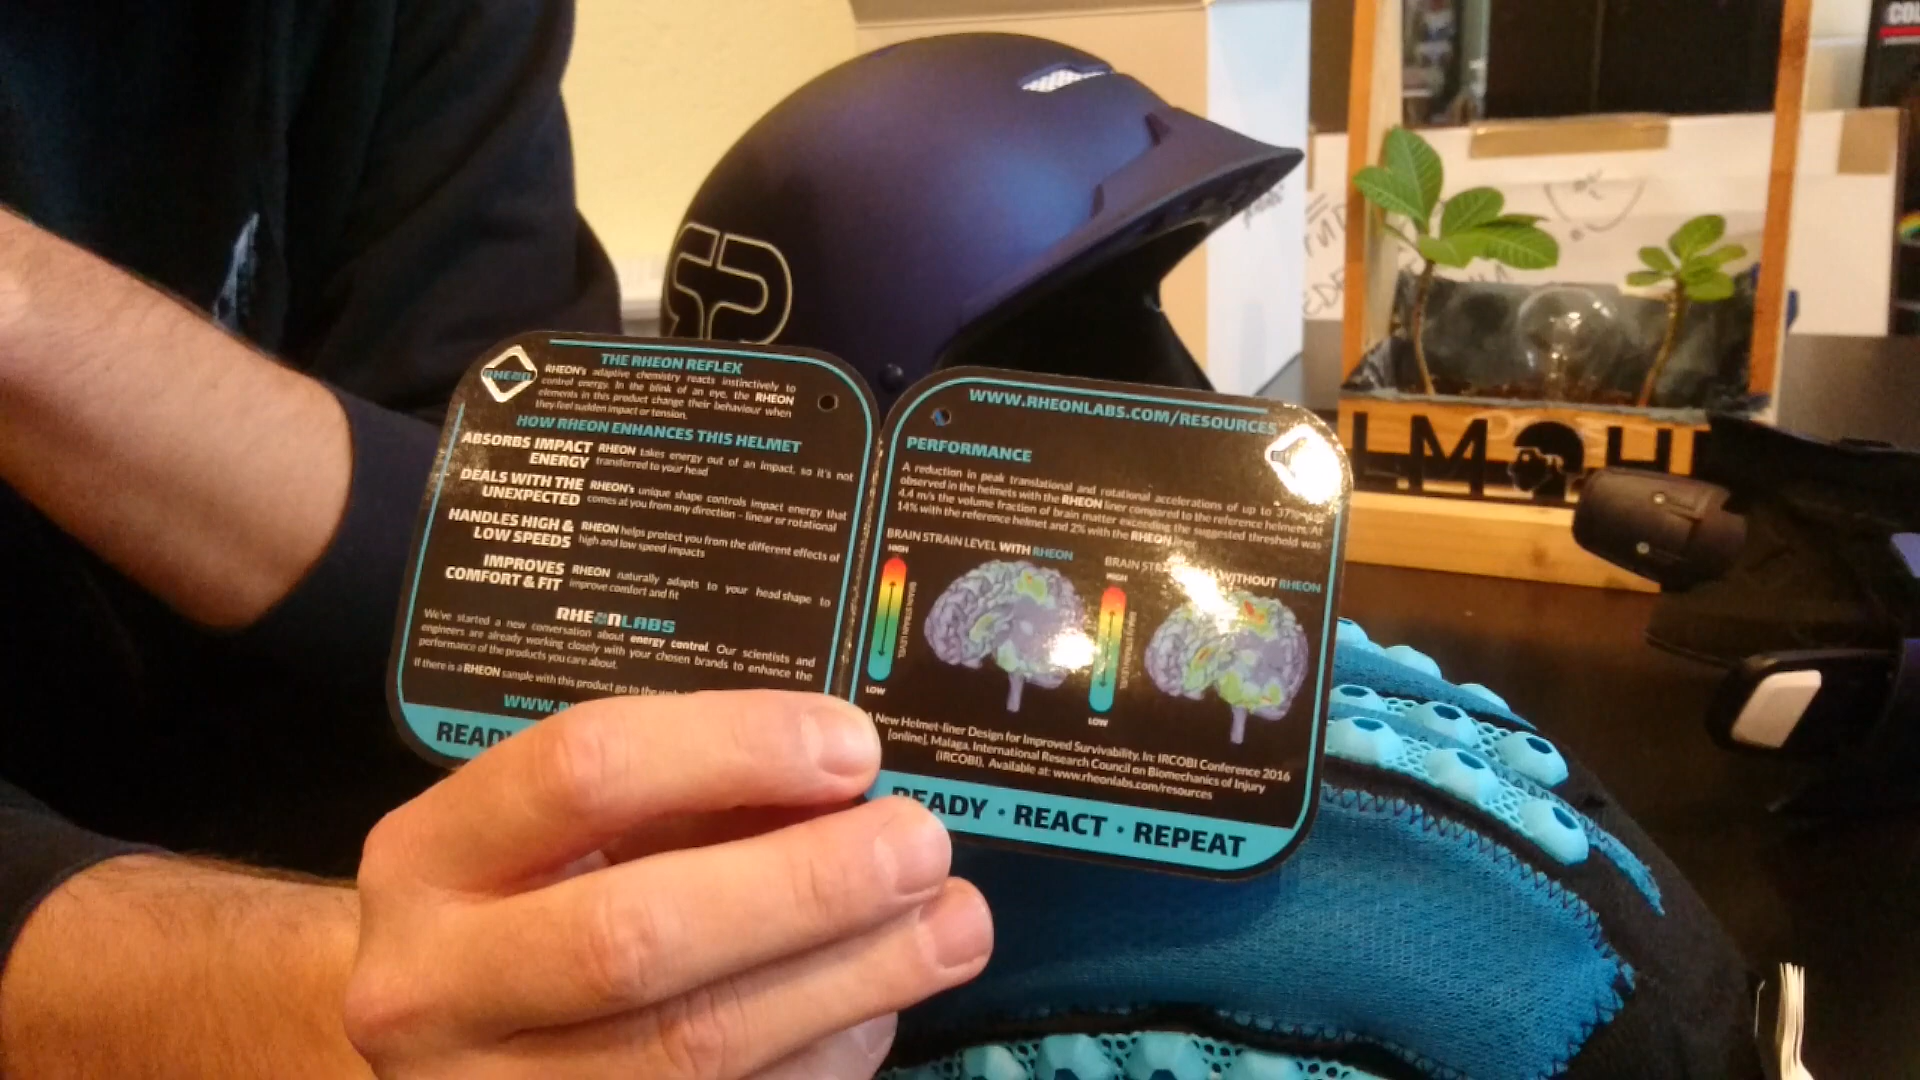 THE RHEON REFLEX
RHEON
RHEON's adaptive chemistry reacts instinctively to
control energy. In the blink of an eye, the RHEON
elements in this product change their behaviour when
they feel sudden impact or tension.
HOW RHEON ENHANCES THIS HELMET
ABSORBS IMPACT
ENERGY
RHEON takes energy out of an impact, so it's not
transferred to your head
DEALS WITH THE
UNEXPECTED
RHEON's unique shape controls impact energy that
comes at you from any direction – linear or rotational
HANDLES HIGH &
LOW SPEEDS
RHEON helps protect you from the different effects of
high and low speed impacts
IMPROVES
COMFORT & FIT
RHEON naturally adapts to your head shape to
improve comfort and fit
RHEONLABS
We've started a new conversation about energy control. Our scientists and
engineers are already working closely with your chosen brands to enhance the
performance of the products you care about.
If there is a RHEON sample with this product go to the
WWW.
READY
WWW.RHEONLABS.COM/RESOURCES
PERFORMANCE
A reduction in peak translational and rotational accelerations of up to 37%
observed in the helmets with the RHEON liner compared to the reference helmets. At
4.4 m/s the volume fraction of brain matter exceeding the suggested threshold was
14% with the reference helmet and 2% with the RHEON liner
BRAIN STRAIN LEVEL WITH RHEON
HIGH
BRAIN STRAIN LEVEL
LOW
BRAIN WITHOUT RHEON
HIGH
BRAIN STRAIN LEVEL
LOW
A New Helmet-liner Design for Improved Survivability, In: IRCOBI Conference 2016
[online], Malaga, International Research Council on Biomechanics of Injury
(IRCOBI), Available at: www.rheonlabs.com/resources
READY • REACT • REPEAT